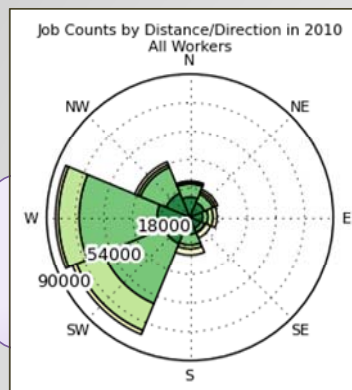 Job Counts by Distance/Direction in 2010
All Workers
N
NW
NE
W
E
18000
54000
90000
SW
SE
S